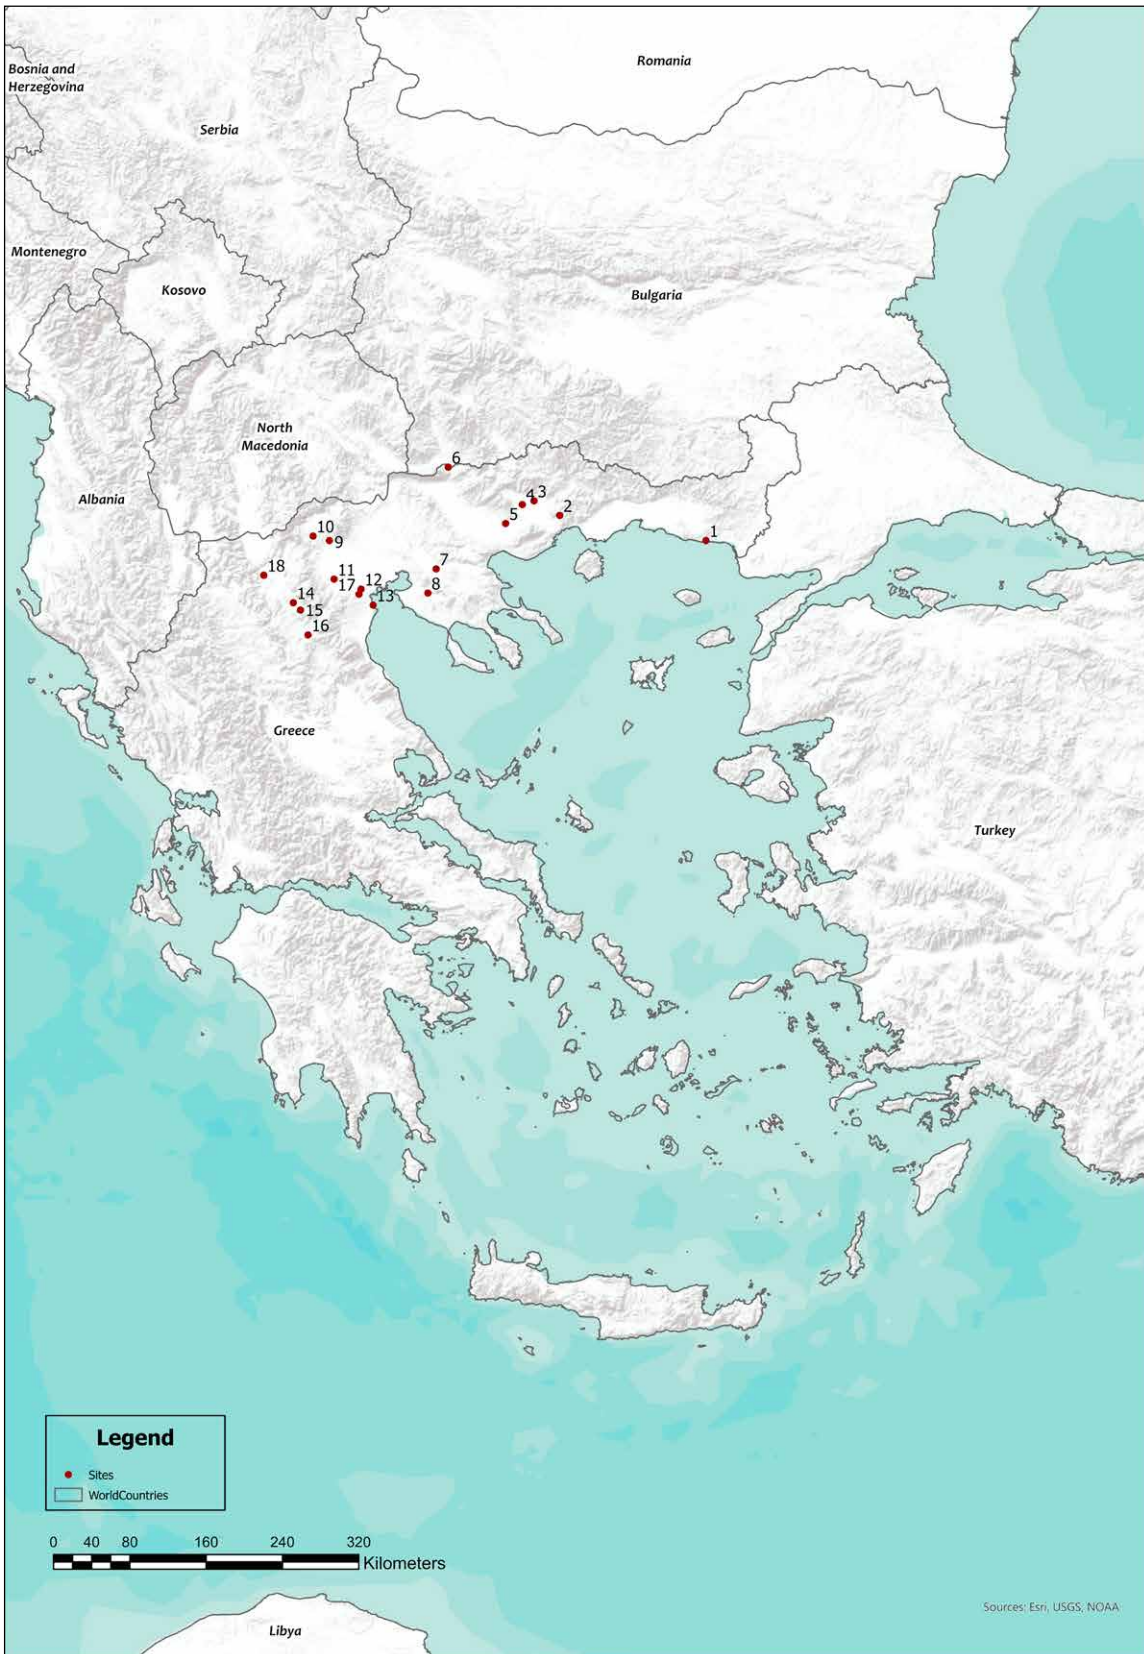 Romania
Bosnia and
Herzegovina
Serbia
Montenegro
Kosovo
Bulgaria
North
Macedonia
Albania
6
3
4
2
5
1
10
9
7
18
11
12
17
8
13
14
15
16
Greece
Turkey
Legend
Sites
WorldCountries
0 40 80 160 240 320
Kilometers
Sources: Esri, USGS, NOAA
Libya